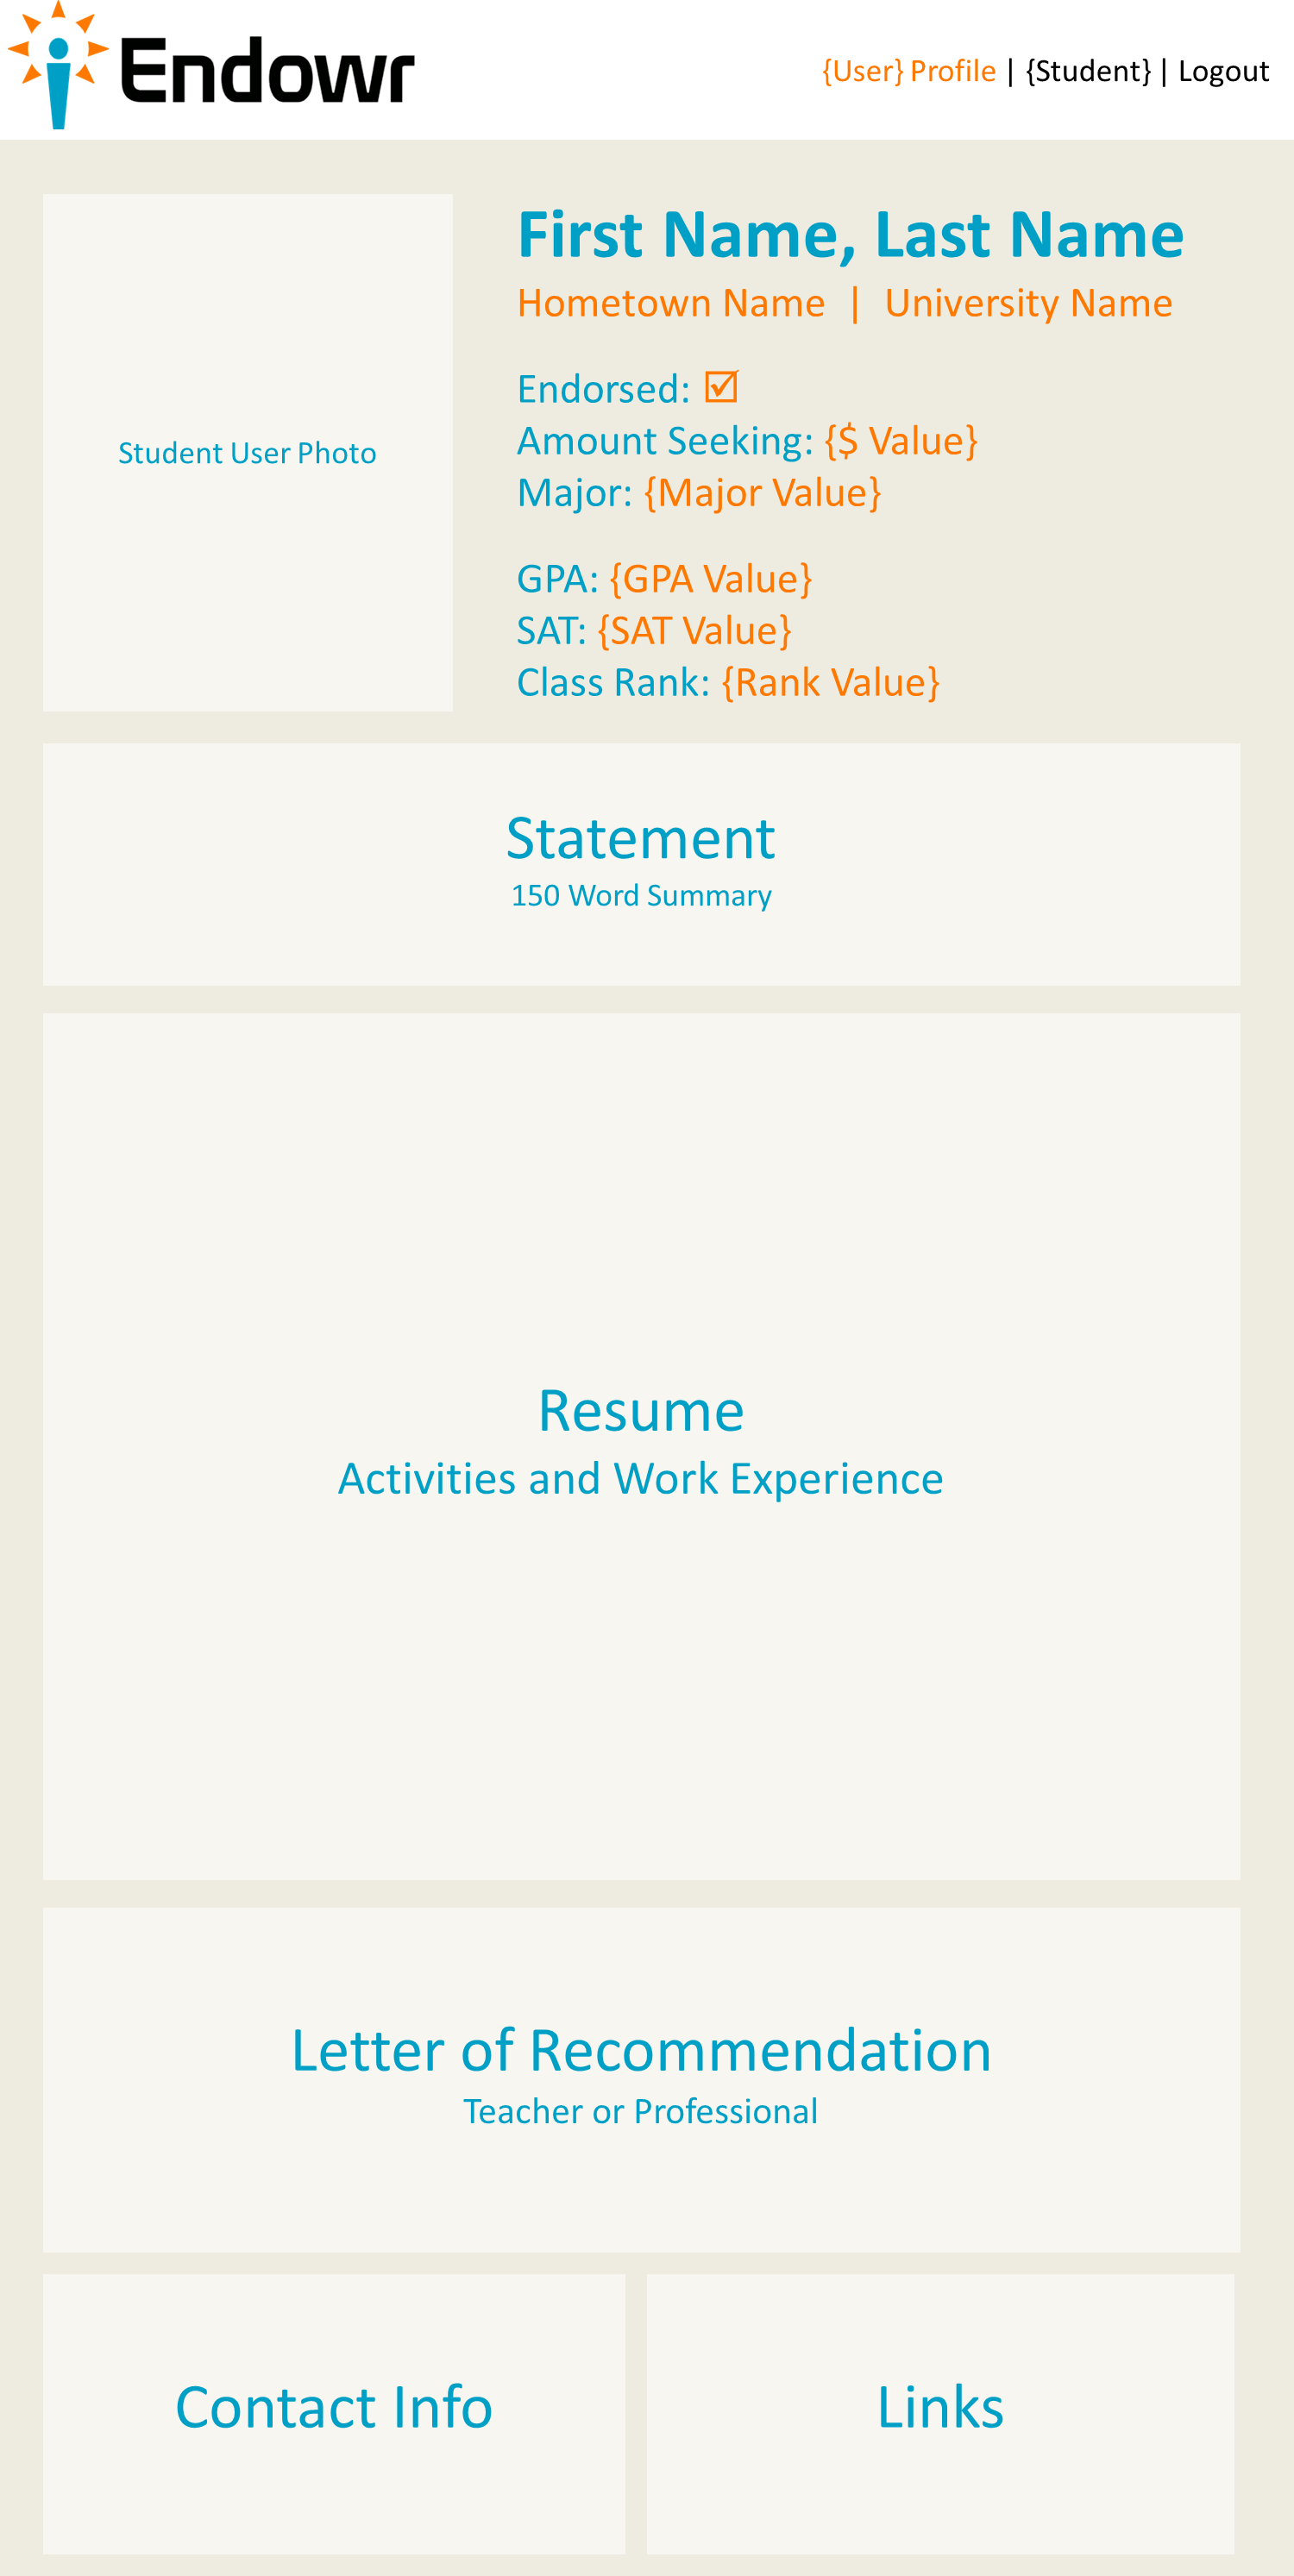 Endowr
{User} Profile | {Student} | Logout
Student User Photo
First Name, Last Name
Hometown Name | University Name
Endorsed: ☑
Amount Seeking: {$ Value}
Major: {Major Value}
GPA: {GPA Value}
SAT: {SAT Value}
Class Rank: {Rank Value}
Statement
150 Word Summary
Resume
Activities and Work Experience
Letter of Recommendation
Teacher or Professional
Contact Info
Links